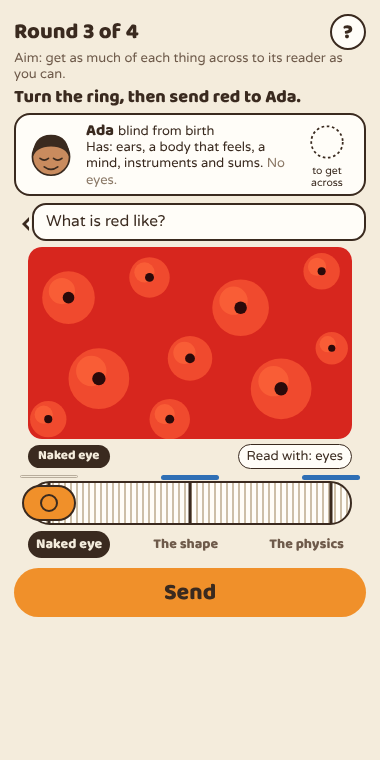 Round 3 of 4
?
Aim: get as much of each thing across to its reader as
you can.
Turn the ring, then send red to Ada.
Ada blind from birth
Has: ears, a body that feels, a
mind, instruments and sums. No
eyes.
to get
across
What is red like?
Naked eye
Read with: eyes
Naked eye
The shape
The physics
Send